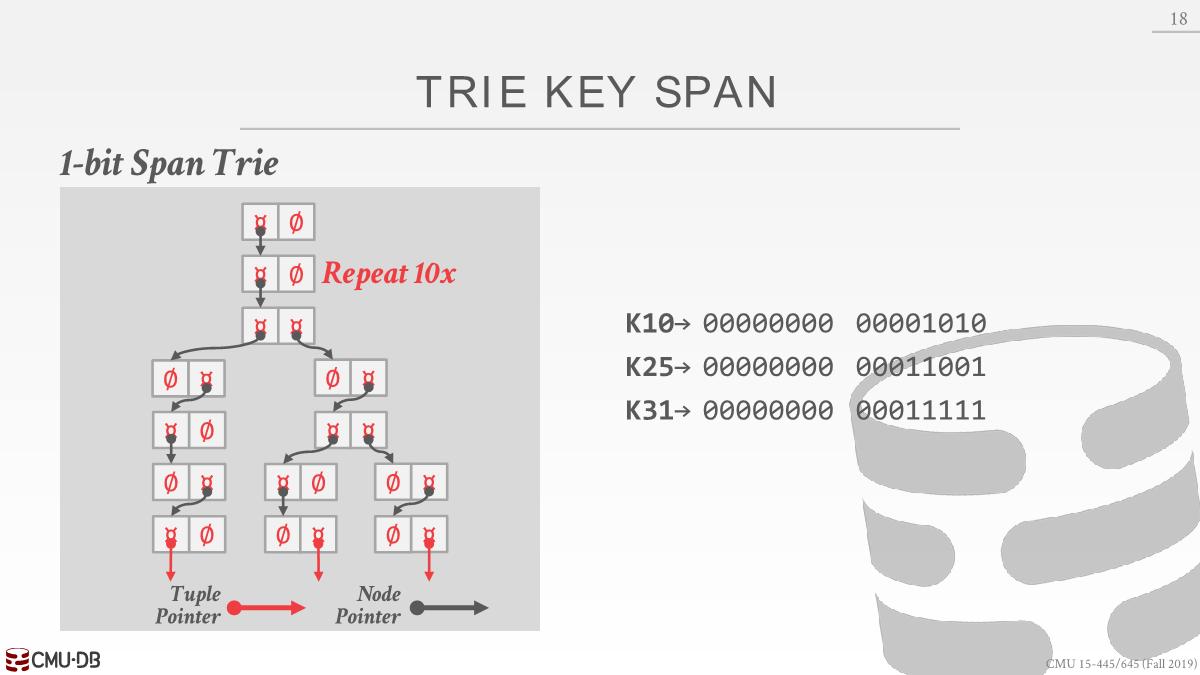 18
TRIE KEY SPAN
1-bit Span Trie
¤ Ø
¤ Ø Repeat 10x
¤ ¤
Ø ¤ Ø ¤
¤ Ø ¤ ¤
Ø ¤ ¤ Ø Ø ¤
¤ Ø Ø ¤ Ø ¤
Tuple
Pointer
Node
Pointer
K10→ 00000000 00001010
K25→ 00000000 00011001
K31→ 00000000 00011111
CMU·DB
CMU 15-445/645 (Fall 2019)